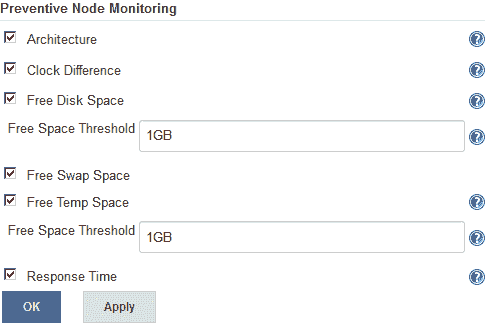 Preventive Node Monitoring
Architecture
Clock Difference
Free Disk Space
Free Space Threshold 1GB
Free Swap Space
Free Temp Space
Free Space Threshold 1GB
Response Time
OK Apply